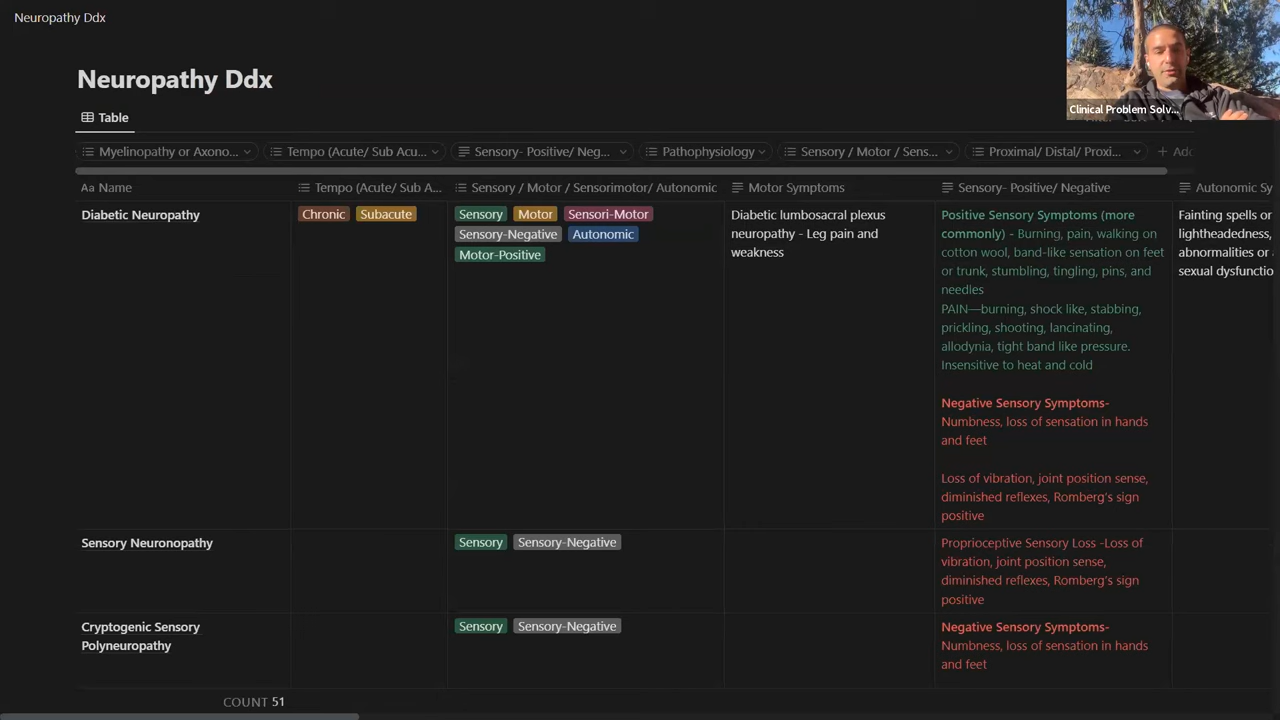 Neuropathy Ddx
Clinical Problem Solv...
Neuropathy Ddx
Table
Myelinopathy or Axono...
Tempo (Acute/ Sub Acu...
Sensory- Positive/ Neg...
Pathophysiology
Sensory / Motor / Sens...
Proximal/ Distal/ Proxi...
+ Add
Aa Name
Tempo (Acute/ Sub A...
Sensory / Motor / Sensorimotor/ Autonomic
Motor Symptoms
Sensory- Positive/ Negative
Autonomic Sy
Diabetic Neuropathy
Chronic Subacute
Sensory Motor Sensori-Motor
Sensory-Negative Autonomic
Motor-Positive
Diabetic lumbosacral plexus
neuropathy - Leg pain and
weakness
Positive Sensory Symptoms (more
commonly) - Burning, pain, walking on
cotton wool, band-like sensation on feet
or trunk, stumbling, tingling, pins, and
needles
PAIN—burning, shock like, stabbing,
prickling, shooting, lancinating,
allodynia, tight band like pressure.
Insensitive to heat and cold
Negative Sensory Symptoms-
Numbness, loss of sensation in hands
and feet
Loss of vibration, joint position sense,
diminished reflexes, Romberg's sign
positive
Fainting spells or
lightheadedness,
abnormalities or
sexual dysfunctio
Sensory Neuronopathy
Sensory Sensory-Negative
Proprioceptive Sensory Loss -Loss of
vibration, joint position sense,
diminished reflexes, Romberg's sign
positive
Cryptogenic Sensory
Polyneuropathy
Sensory Sensory-Negative
Negative Sensory Symptoms-
Numbness, loss of sensation in hands
and feet
COUNT 51